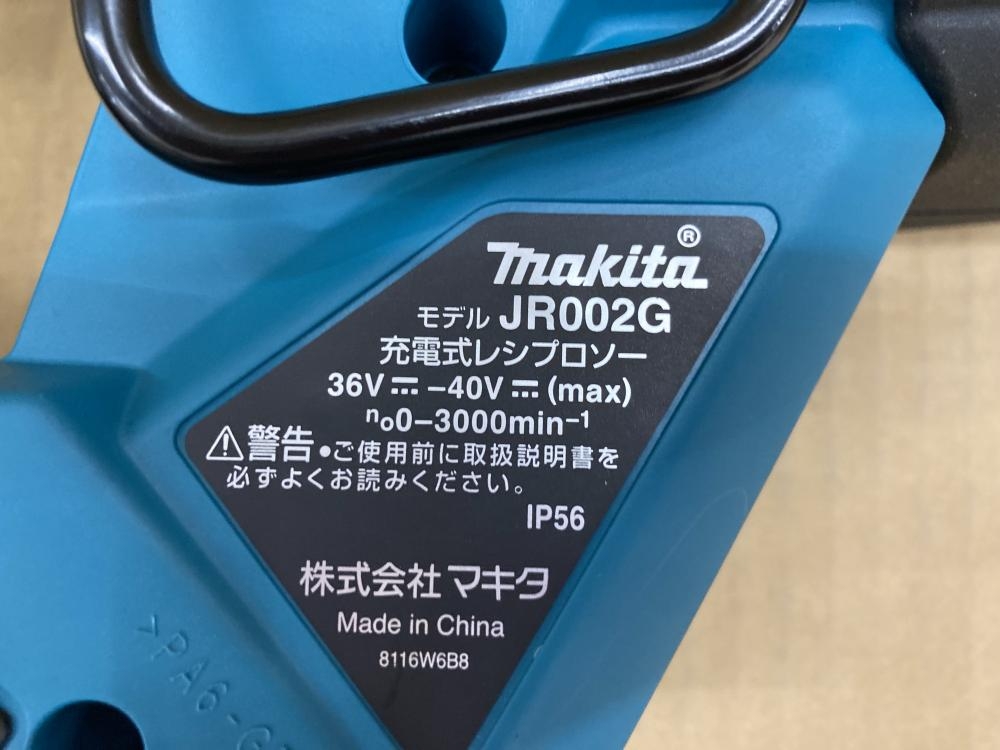 makita®
モデル JR002G
充電式レシプロソー
36V⎓-40V⎓(max)
n₀0-3000min-1
⚠警告 ●ご使用前に取扱説明書を
必ずよくお読みください。
IP56
株式会社マキタ
Made in China
8116W6B8
>PA6-G